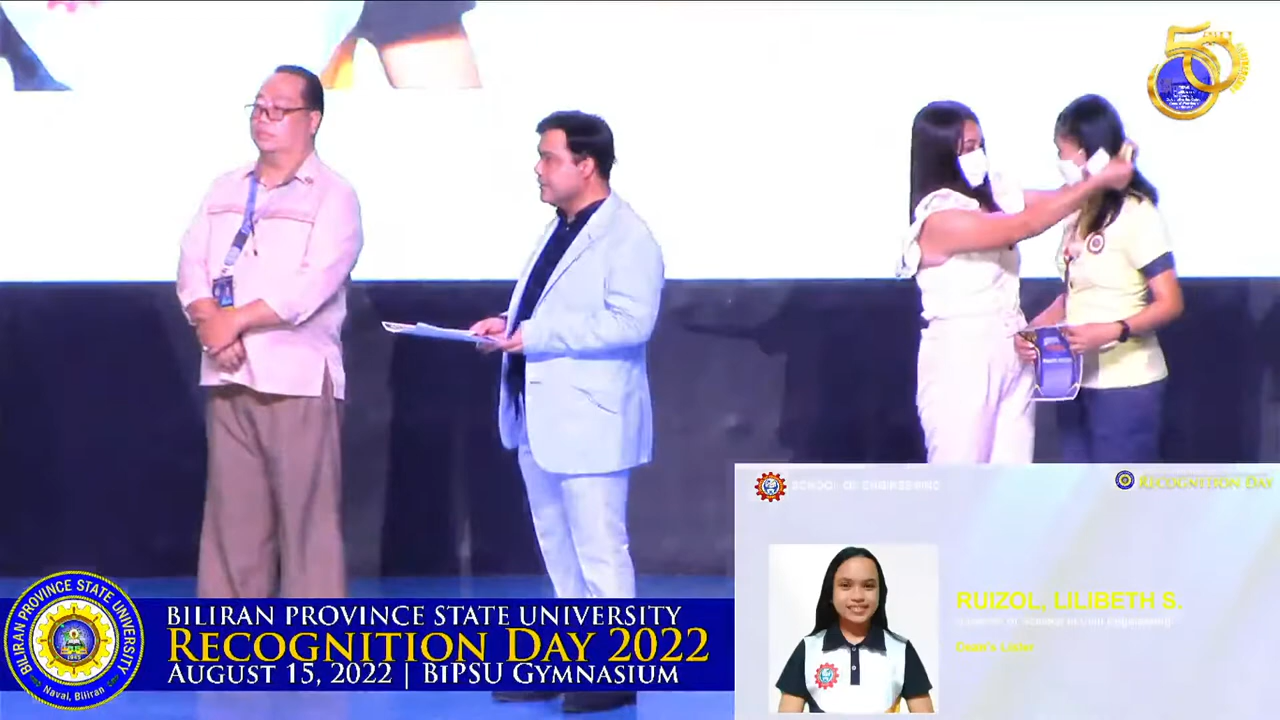 50
SCHOOL OF ENGINEERING
RECOGNITION DAY
RUIZOL, LILIBETH S.
Dean's Lister
BILIRAN PROVINCE STATE UNIVERSITY
Naval, Biliran
BILIRAN PROVINCE STATE UNIVERSITY
RECOGNITION DAY 2022
AUGUST 15, 2022 | BIPSU GYMNASIUM